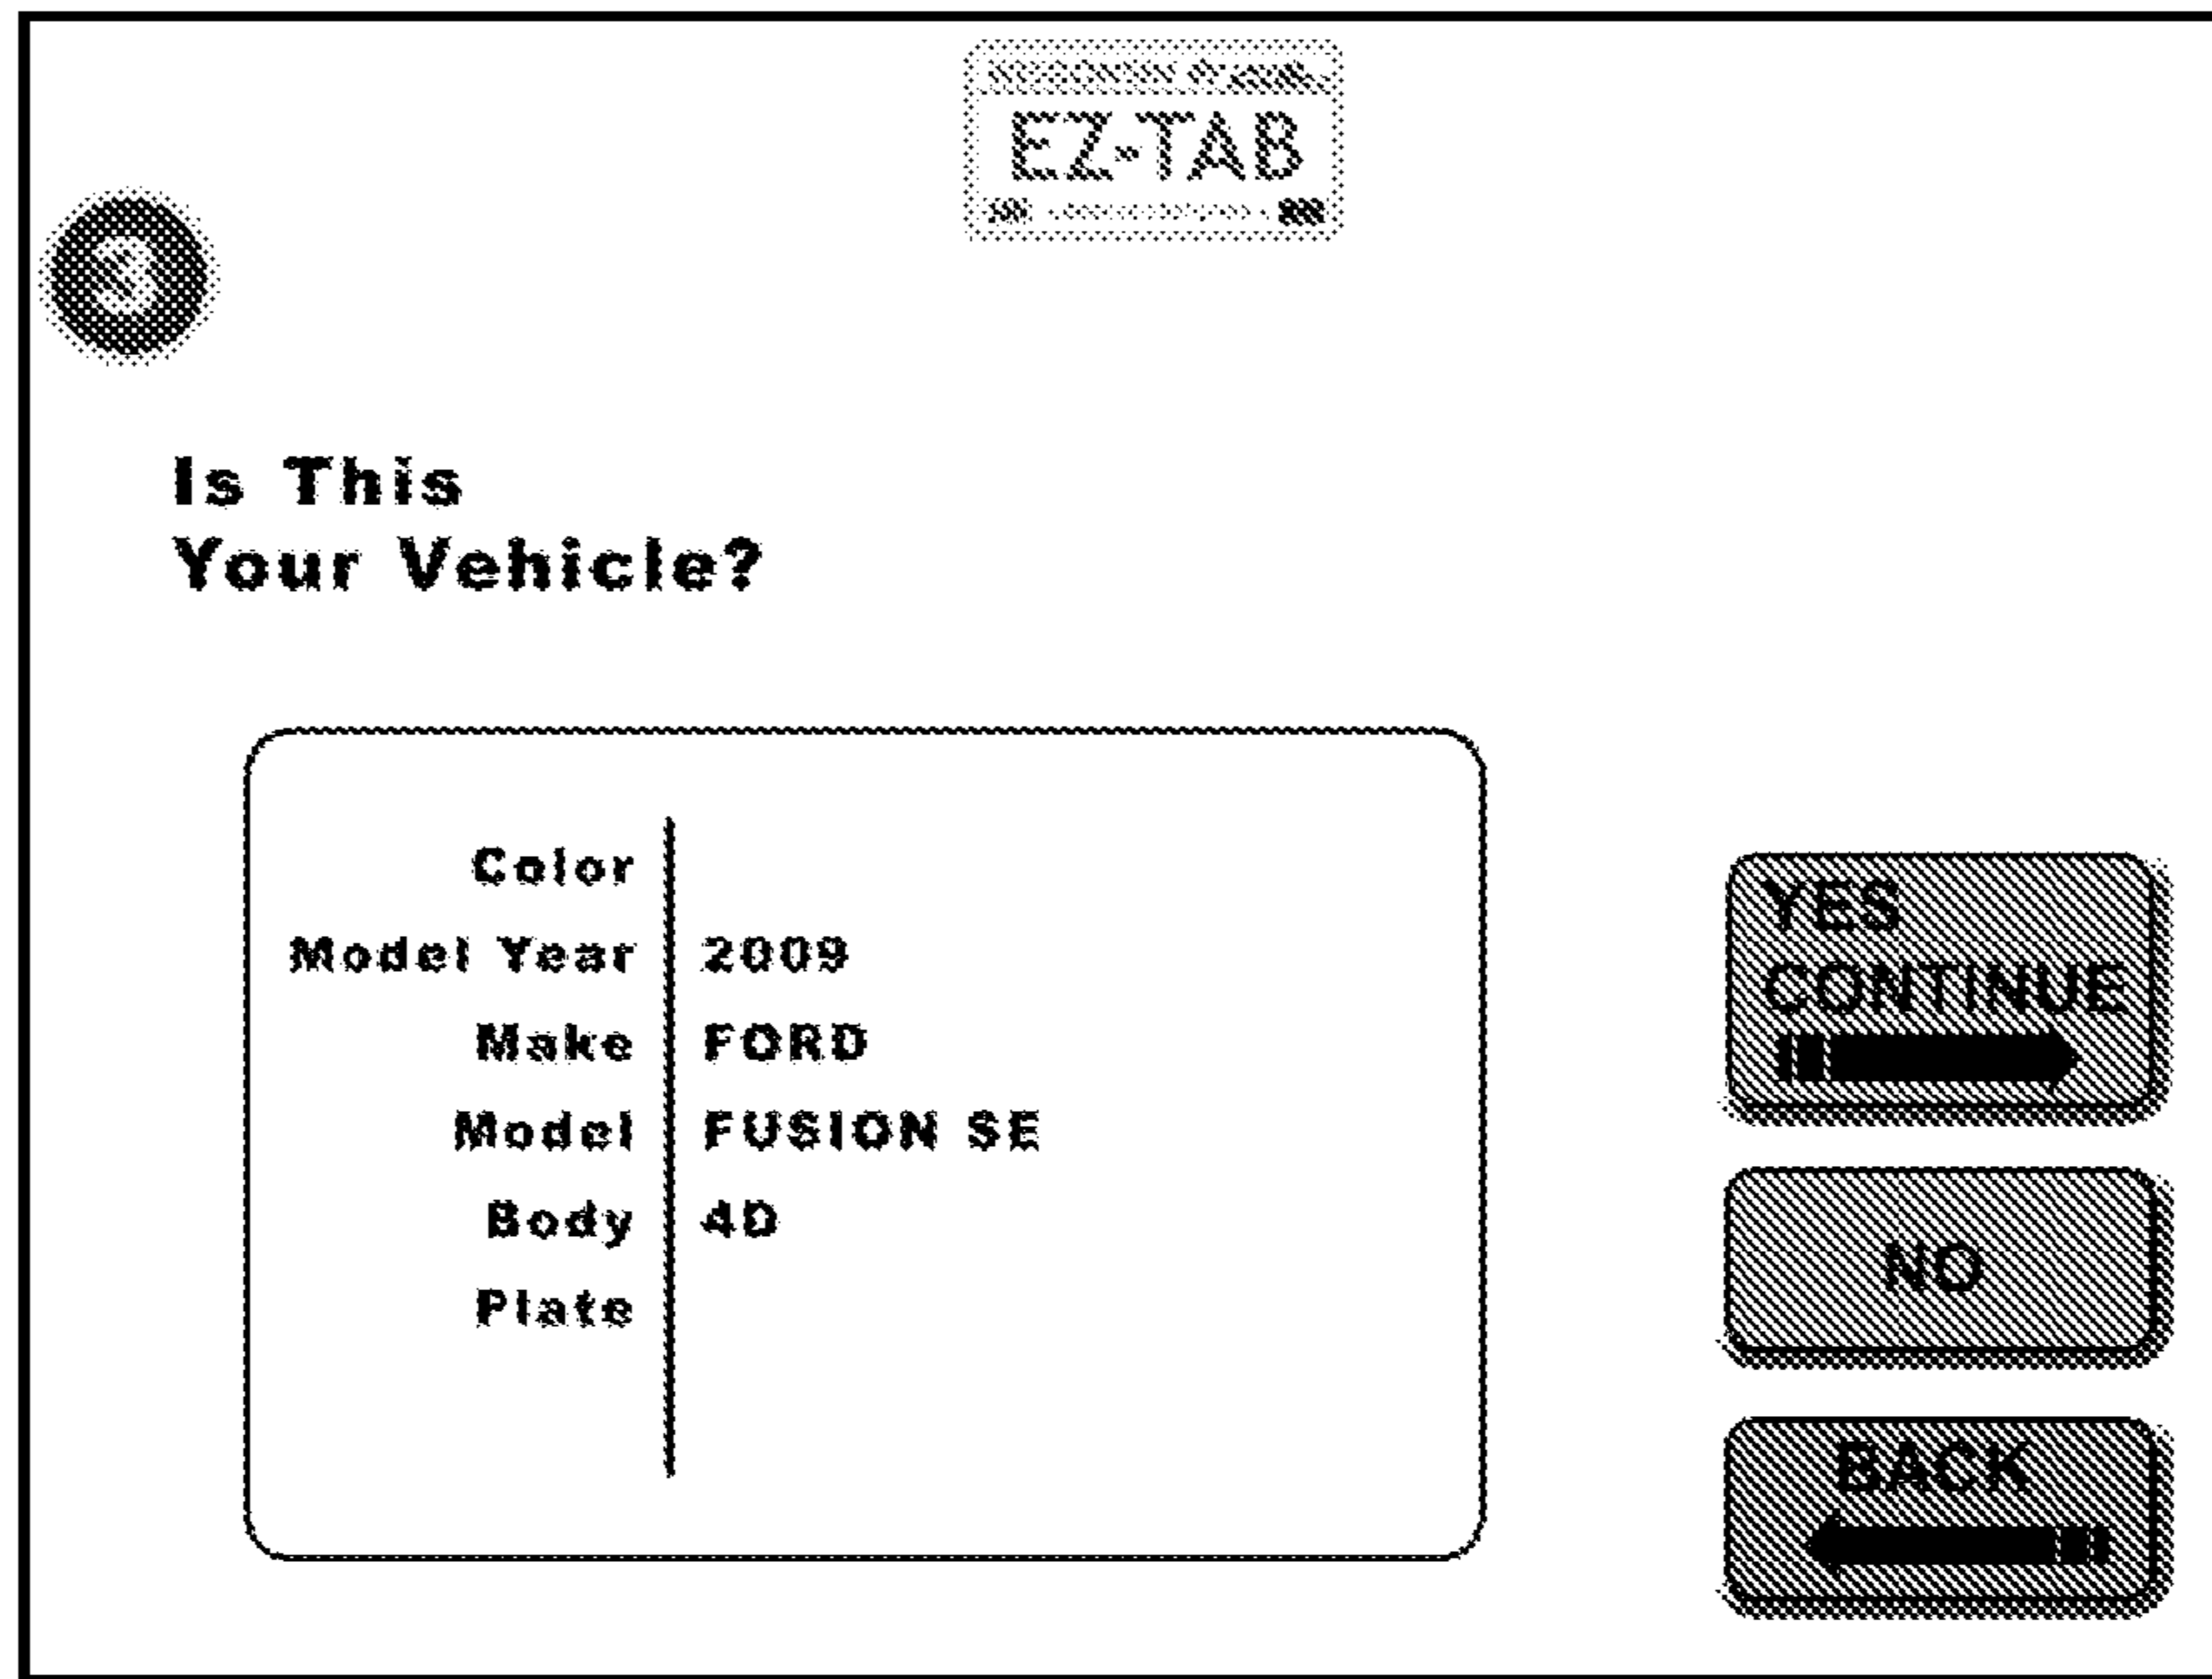 EZ-TAB
3
Is This
Your Vehicle?
Color
Model Year 2009
Make FORD
Model FUSION SE
Body 4D
Plate
YES
CONTINUE
NO
BACK